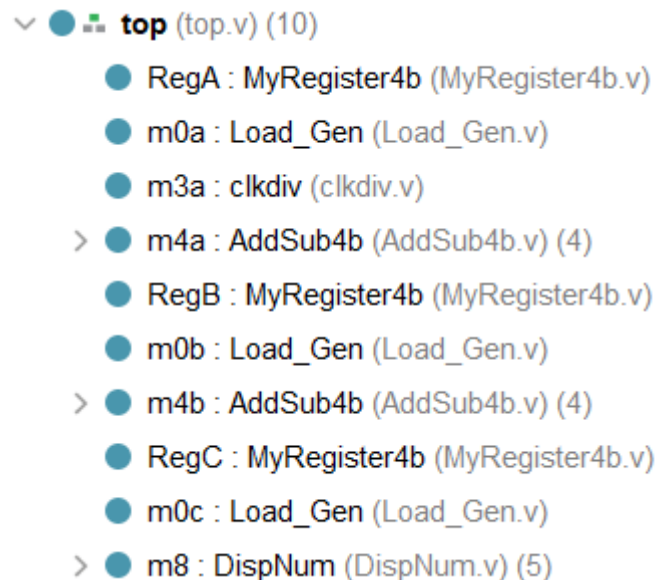 top (top.v) (10)
RegA : MyRegister4b (MyRegister4b.v)
m0a : Load_Gen (Load_Gen.v)
m3a : clkdiv (clkdiv.v)
m4a : AddSub4b (AddSub4b.v) (4)
RegB : MyRegister4b (MyRegister4b.v)
m0b : Load_Gen (Load_Gen.v)
m4b : AddSub4b (AddSub4b.v) (4)
RegC : MyRegister4b (MyRegister4b.v)
m0c : Load_Gen (Load_Gen.v)
m8 : DispNum (DispNum.v) (5)